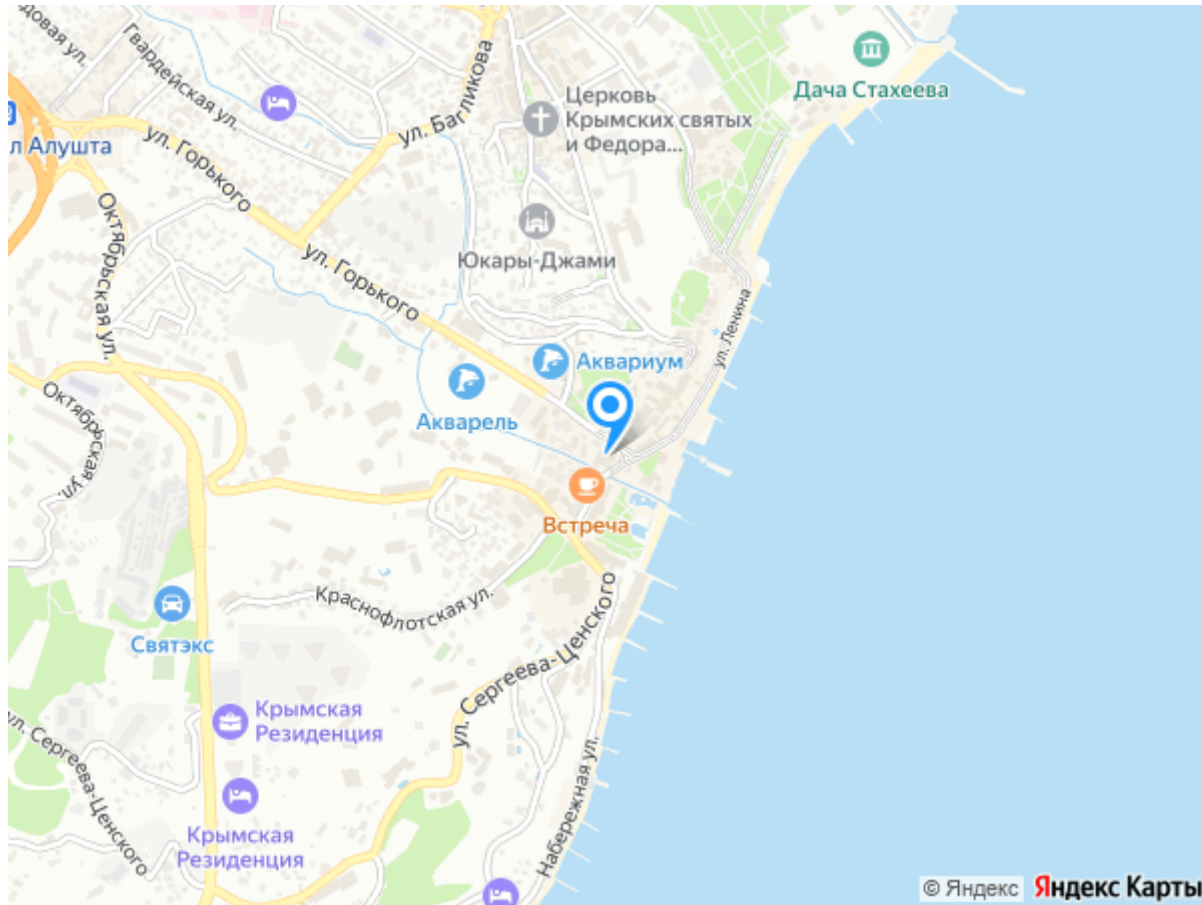 довая ул.
Гвардейская ул.
ул. Багликова
Дача Стахеева
Церковь
Крымских святых
и Федора...
л Алушта
ул. Горького
Октябрьская ул.
Юкары-Джами
ул. Горького
ул. Ленина
Аквариум
Акварель
Октябрьская ул.
Встреча
Краснофлотская ул.
Святэкс
ул. Сергеева-Ценского
Крымская
Резиденция
ул. Сергеева-Ценского
Набережная ул.
Крымская
Резиденция
© Яндекс Яндекс Карты